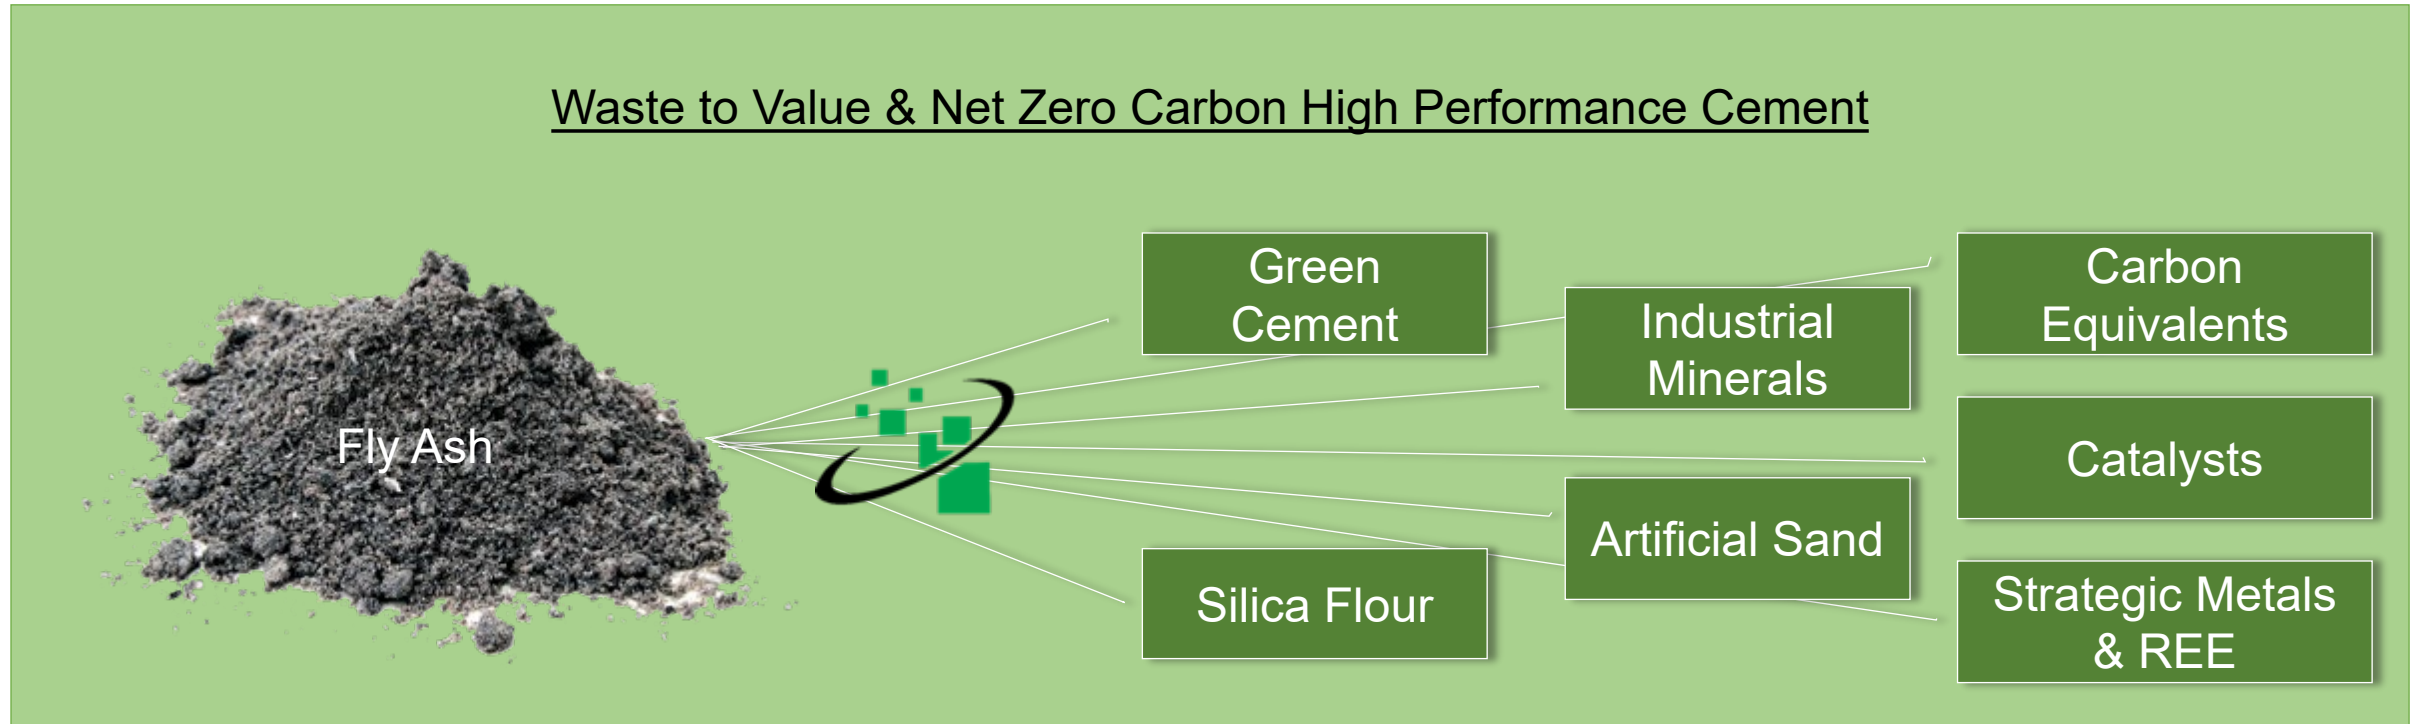 Waste to Value & Net Zero Carbon High Performance Cement
Fly Ash
Green
Cement
Silica Flour
Industrial
Minerals
Artificial Sand
Carbon
Equivalents
Catalysts
Strategic Metals
& REE